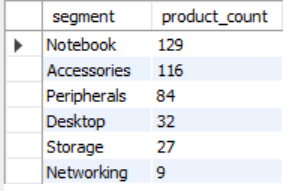 segment product_count
Notebook 129
Accessories 116
Peripherals 84
Desktop 32
Storage 27
Networking 9